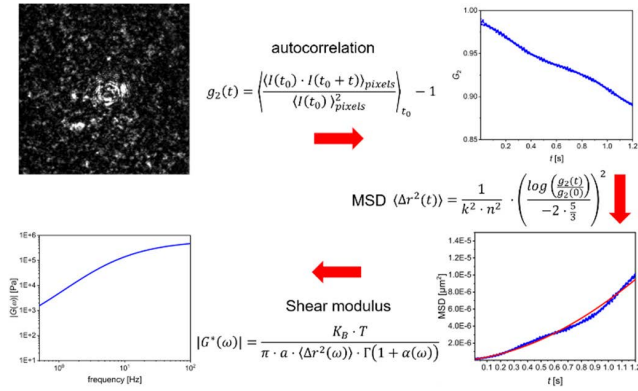 autocorrelation
g₂(t) = ⟨⟨I(t₀) · I(t₀ + t)⟩pixels / ⟨I(t₀) ⟩²pixels⟩t₀ − 1
G₂
1.00
0.95
0.90
0.85
0.2 0.4 0.6 0.8 1.0 1.2
t [s]
MSD ⟨Δr²(t)⟩ = 1 / (k² · n²) · (log(g₂(t) / g₂(0)) / (−2 · 5/3))²
|G(ω)| [Pa]
1E+6
1E+5
1E+4
1E+3
1E+2
1E+1
10⁰ 10¹ 10²
frequency [Hz]
Shear modulus
|G*(ω)| = K_B · T / (π · a · ⟨Δr²(ω)⟩ · Γ(1 + α(ω)))
MSD [μm²]
1.4E-5
1.2E-5
1.0E-5
8.0E-6
6.0E-6
4.0E-6
2.0E-6
0.0
0.1 0.2 0.3 0.4 0.5 0.6 0.7 0.8 0.9 1.0 1.1 1.2
t [s]